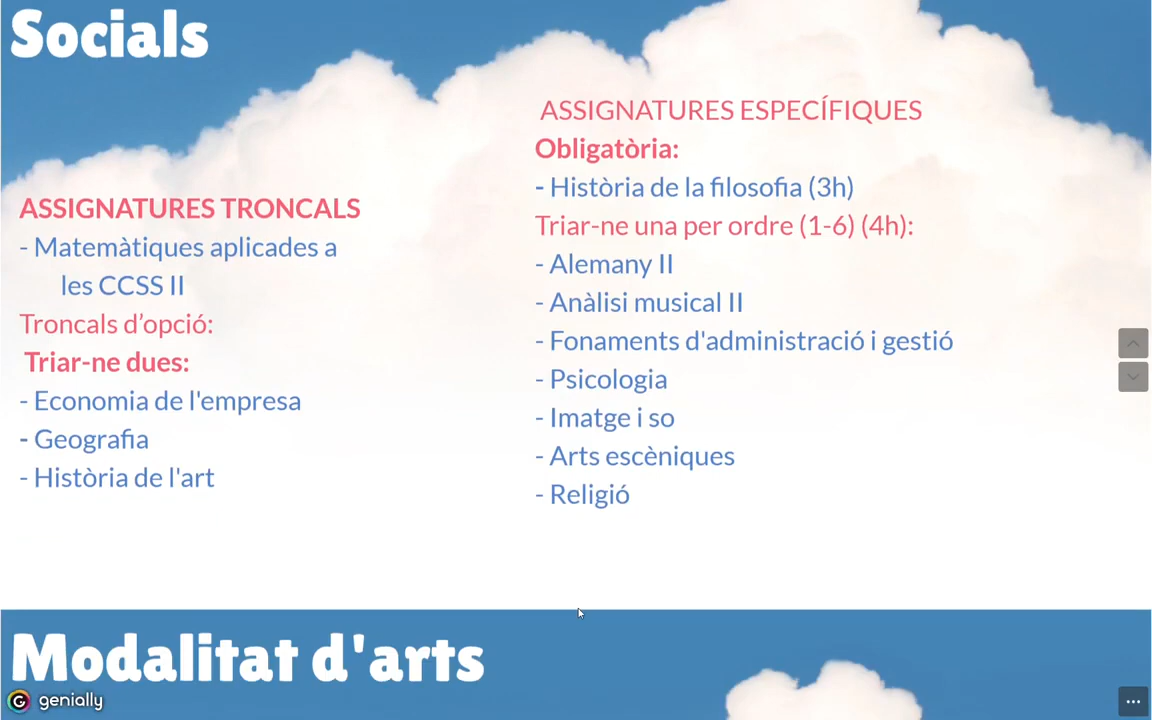 Socials
ASSIGNATURES TRONCALS
- Matemàtiques aplicades a
les CCSS II
Troncals d’opció:
Triar-ne dues:
- Economia de l'empresa
- Geografia
- Història de l'art
ASSIGNATURES ESPECÍFIQUES
Obligatòria:
- Història de la filosofia (3h)
Triar-ne una per ordre (1-6) (4h):
- Alemany II
- Anàlisi musical II
- Fonaments d'administració i gestió
- Psicologia
- Imatge i so
- Arts escèniques
- Religió
Modalitat d'arts
genially